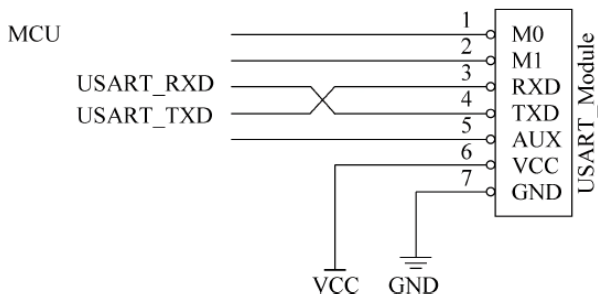 MCU
1 M0
2 M1
USART_RXD 3 RXD
USART_TXD 4 TXD
5 AUX
6 VCC
7 GND
USART_Module
VCC GND